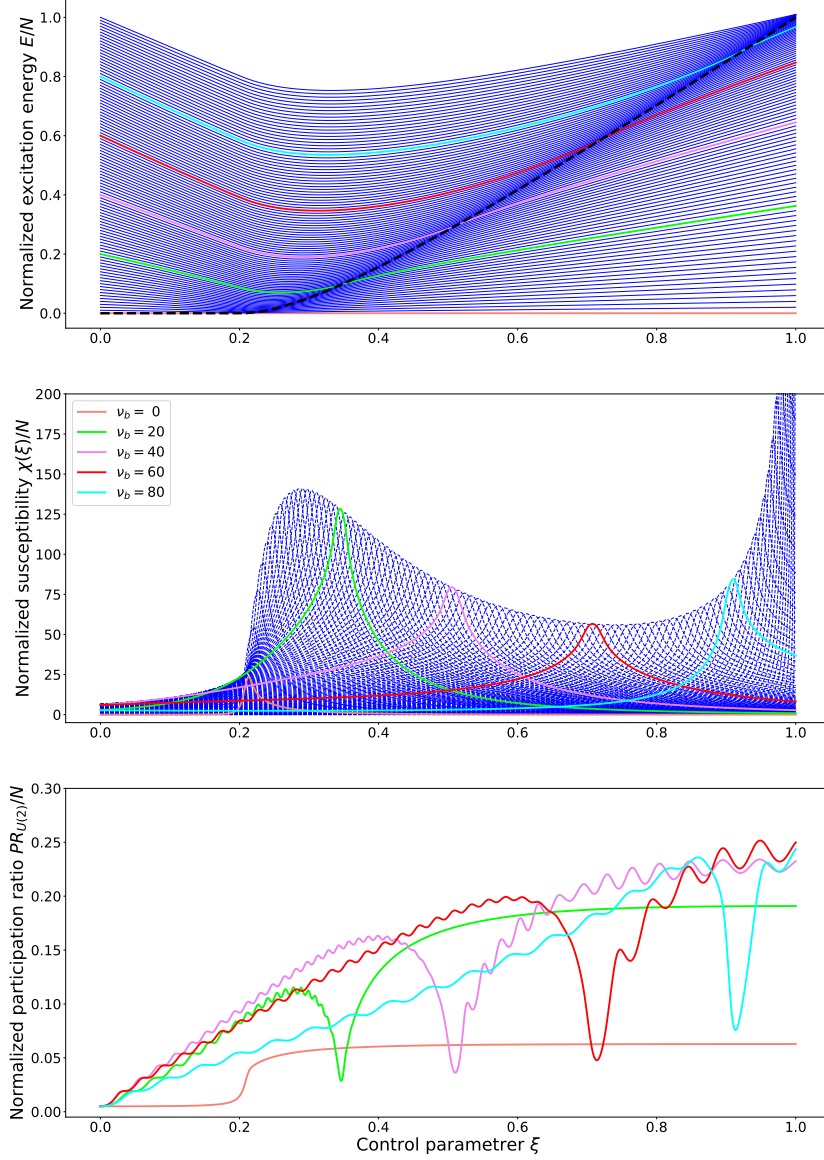 Normalized excitation energy E/N
1.0
0.8
0.6
0.4
0.2
0.0
0.0 0.2 0.4 0.6 0.8 1.0
Normalized susceptibility χ(ξ)/N
200
175
150
125
100
75
50
25
0
ν_b = 0
ν_b = 20
ν_b = 40
ν_b = 60
ν_b = 80
0.0 0.2 0.4 0.6 0.8 1.0
Normalized participation ratio PR_{U(2)}/N
0.30
0.25
0.20
0.15
0.10
0.05
0.00
0.0 0.2 0.4 0.6 0.8 1.0
Control parametrer ξ